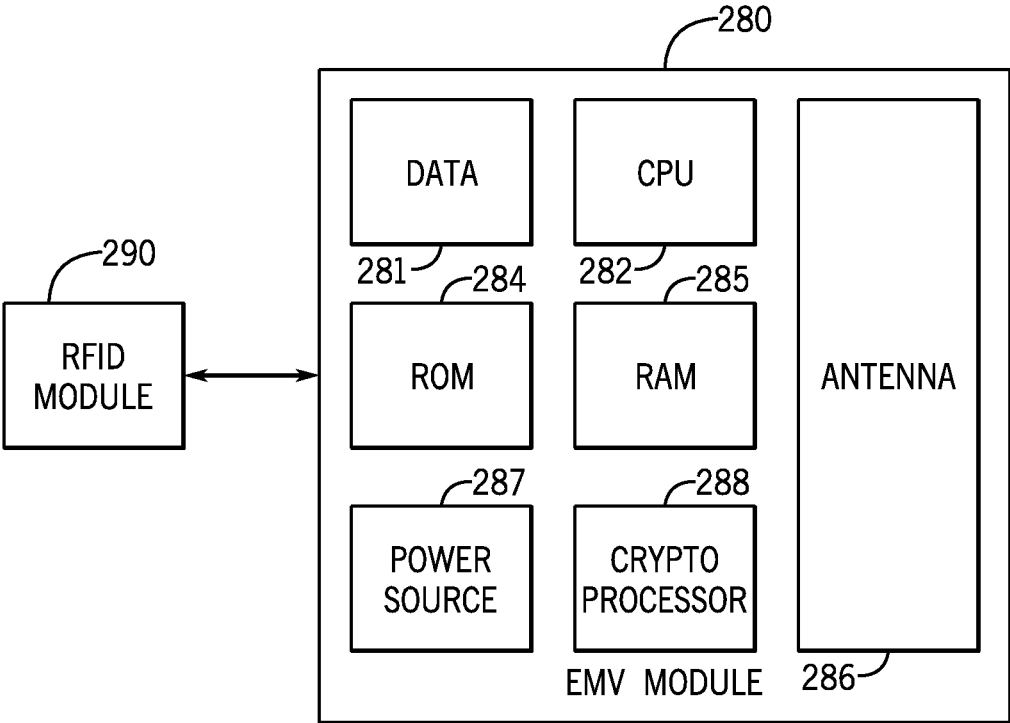 280
DATA
CPU
290
281
284
282
285
RFID
MODULE
ROM
RAM
ANTENNA
287
288
POWER
SOURCE
CRYPTO
PROCESSOR
EMV MODULE
286